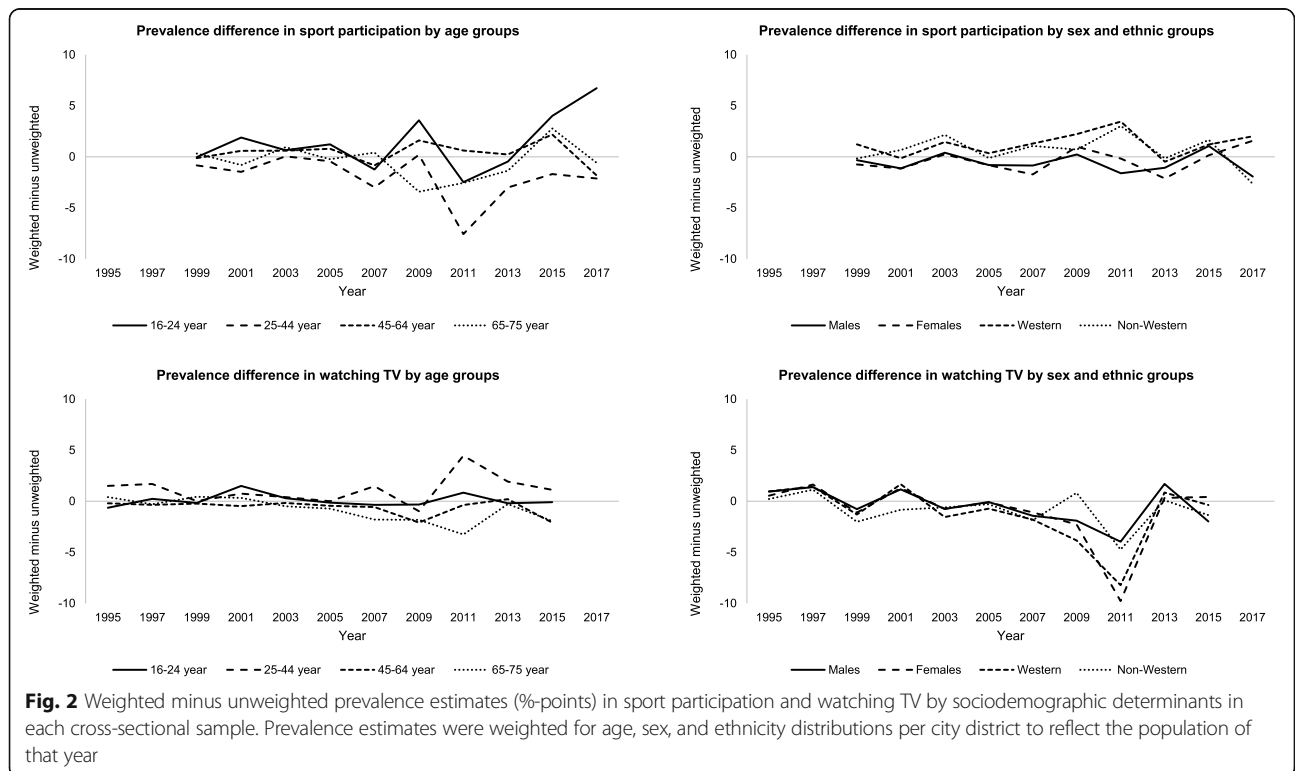 Prevalence difference in sport participation by age groups
Weighted minus unweighted
10
5
0
-5
-10
1995 1997 1999 2001 2003 2005 2007 2009 2011 2013 2015 2017
Year
16-24 year 25-44 year 45-64 year 65-75 year
Prevalence difference in sport participation by sex and ethnic groups
Weighted minus unweighted
10
5
0
-5
-10
1995 1997 1999 2001 2003 2005 2007 2009 2011 2013 2015 2017
Year
Males Females Western Non-Western
Prevalence difference in watching TV by age groups
Weighted minus unweighted
10
5
0
-5
-10
1995 1997 1999 2001 2003 2005 2007 2009 2011 2013 2015 2017
Year
16-24 year 25-44 year 45-64 year 65-75 year
Prevalence difference in watching TV by sex and ethnic groups
Weighted minus unweighted
10
5
0
-5
-10
1995 1997 1999 2001 2003 2005 2007 2009 2011 2013 2015 2017
Year
Males Females Western Non-Western
Fig. 2 Weighted minus unweighted prevalence estimates (%-points) in sport participation and watching TV by sociodemographic determinants in
each cross-sectional sample. Prevalence estimates were weighted for age, sex, and ethnicity distributions per city district to reflect the population of
that year